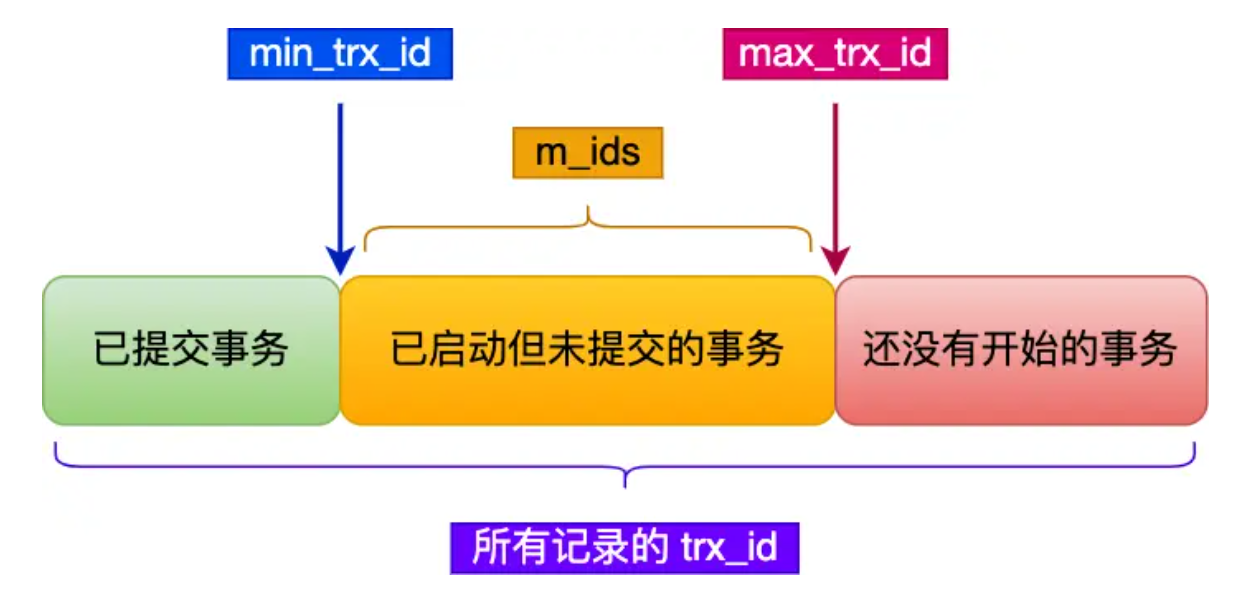 min_trx_id
max_trx_id
m_ids
已提交事务
已启动但未提交的事务
还没有开始的事务
所有记录的 trx_id